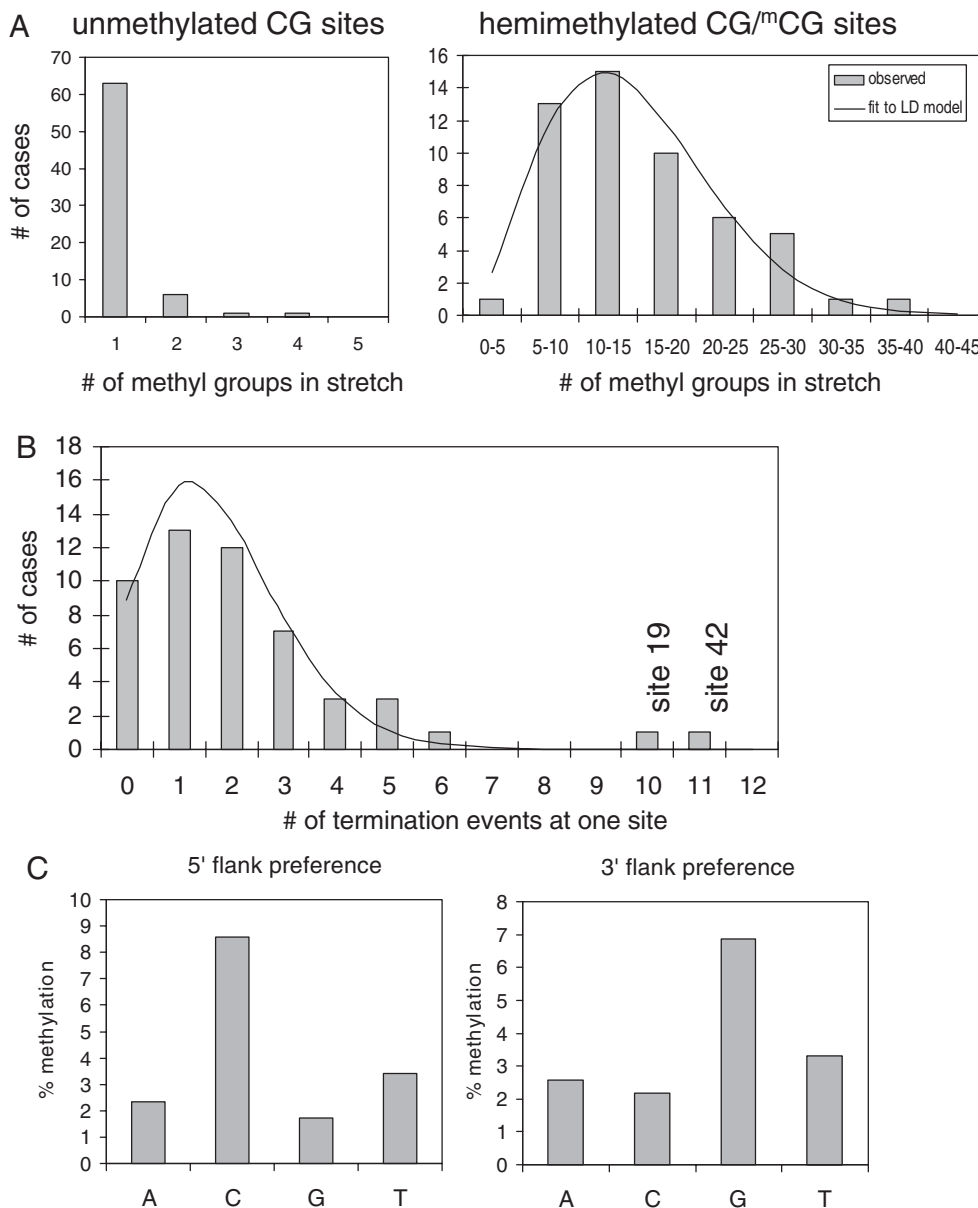 A
unmethylated CG sites
hemimethylated CG/mCG sites
70
60
50
40
30
20
10
0
# of cases
1 2 3 4 5
# of methyl groups in stretch
16
14
12
10
8
6
4
2
0
observed
fit to LD model
0-5 5-10 10-15 15-20 20-25 25-30 30-35 35-40 40-45
# of methyl groups in stretch
B
18
16
14
12
10
8
6
4
2
0
# of cases
site 19
site 42
0 1 2 3 4 5 6 7 8 9 10 11 12
# of termination events at one site
C
5' flank preference
10
9
8
7
6
5
4
3
2
1
0
% methylation
A C G T
3' flank preference
8
7
6
5
4
3
2
1
0
% methylation
A C G T